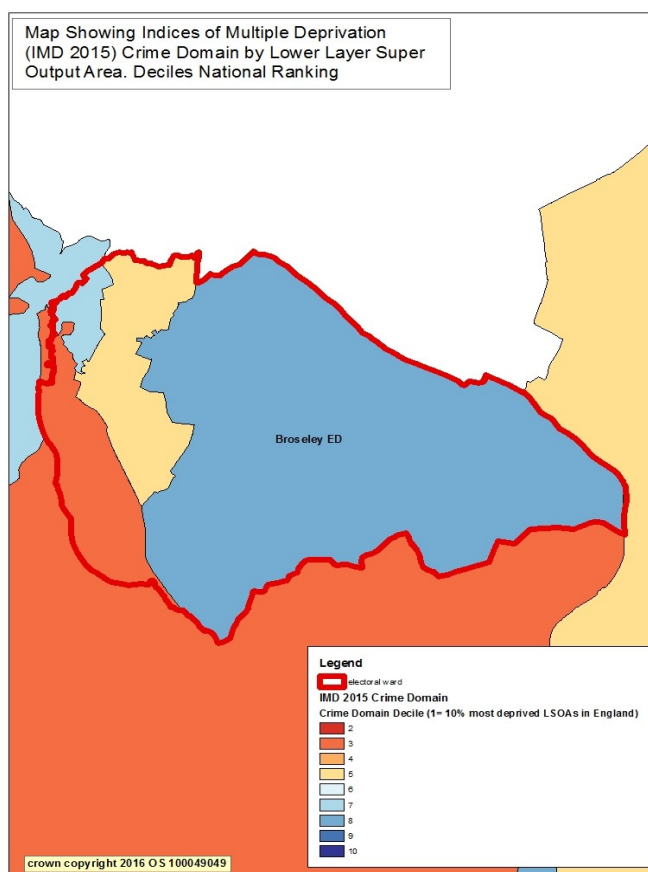 Map Showing Indices of Multiple Deprivation
(IMD 2015) Crime Domain by Lower Layer Super
Output Area. Deciles National Ranking
Broseley ED
Legend
electoral ward
IMD 2015 Crime Domain
Crime Domain Decile (1= 10% most deprived LSOAs in England)
2
3
4
5
6
7
8
9
10
crown copyright 2016 OS 100049049